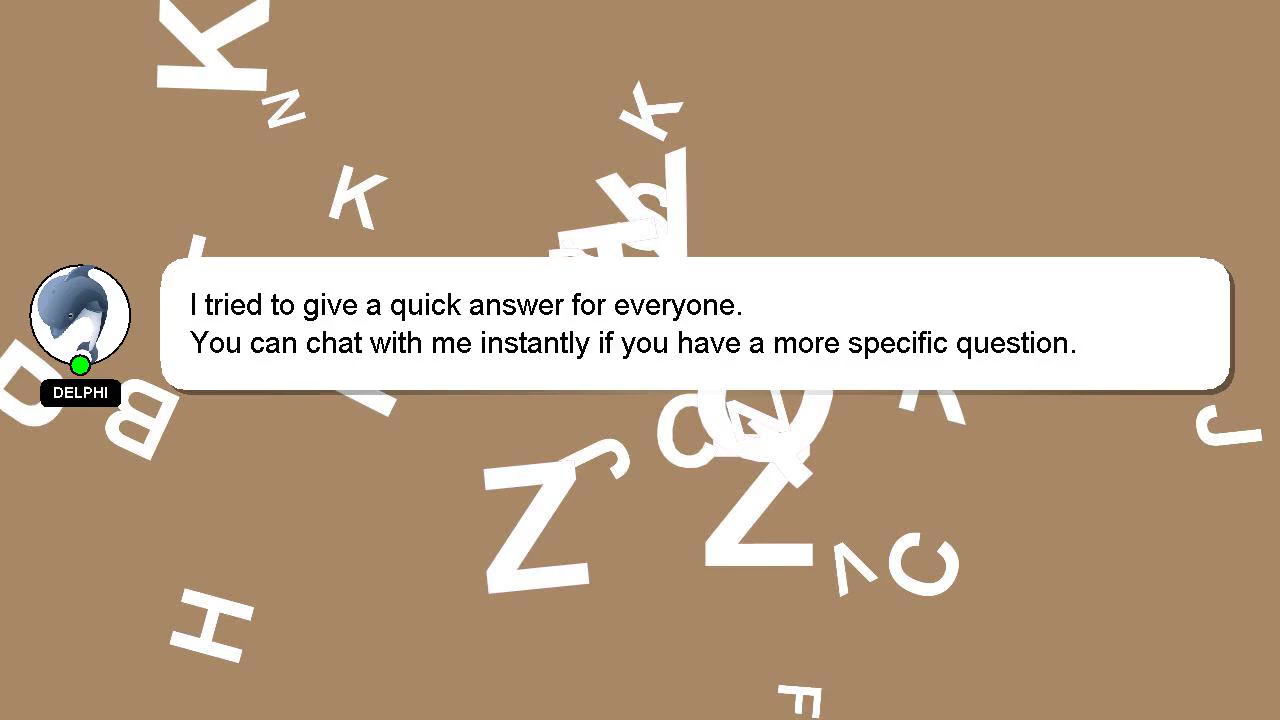 K
N
K
K
S
I tried to give a quick answer for everyone.
You can chat with me instantly if you have a more specific question.
DELPHI
B
J
C
N
J
Z
Z
V
C
H
F